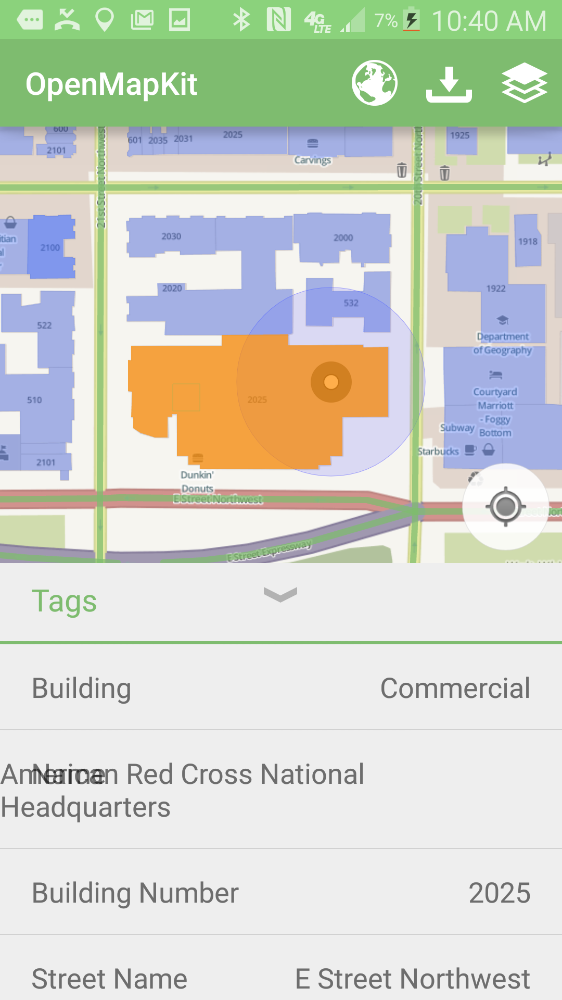 4G LTE 7% 10:40 AM
OpenMapKit
600
2101
601
2035
2031
2025
1925
Carvings
21st Street Northwest
20th Street North
2030
2000
1918
2100
2020
532
1922
522
Department
of Geography
510
2025
Courtyard
Marriott
- Foggy
Bottom
Subway
Starbucks
2101
Dunkin'
Donuts
E Street Northwest
E Street Expressway
Tags
Building Commercial
Name American Red Cross National
Headquarters
Building Number 2025
Street Name E Street Northwest